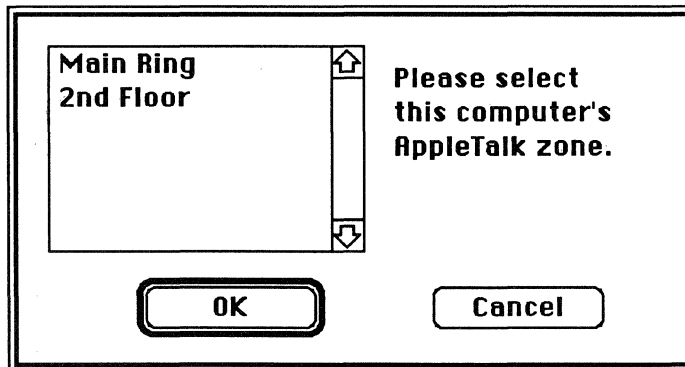 Main Ring
2nd Floor
Please select
this computer's
AppleTalk zone.
OK
Cancel